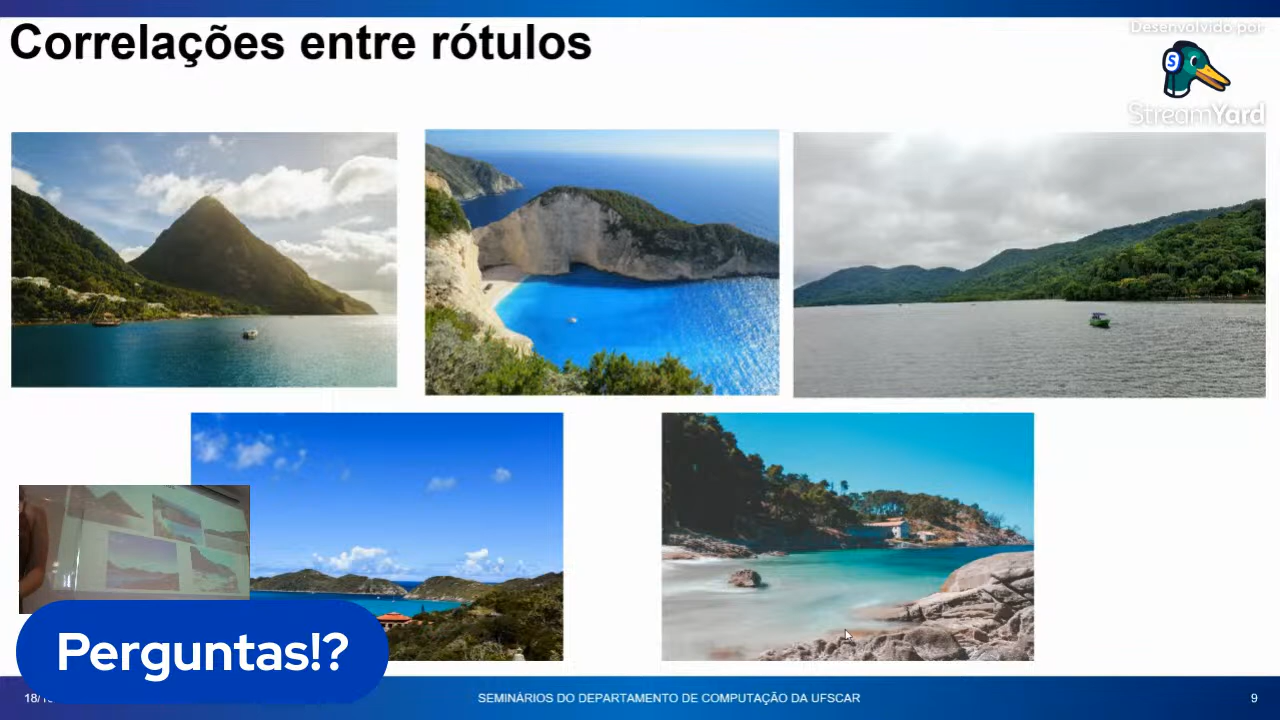 Correlações entre rótulos
Desenvolvido por
S
StreamYard
Perguntas!?
SEMINÁRIOS DO DEPARTAMENTO DE COMPUTAÇÃO DA UFSCAR
9